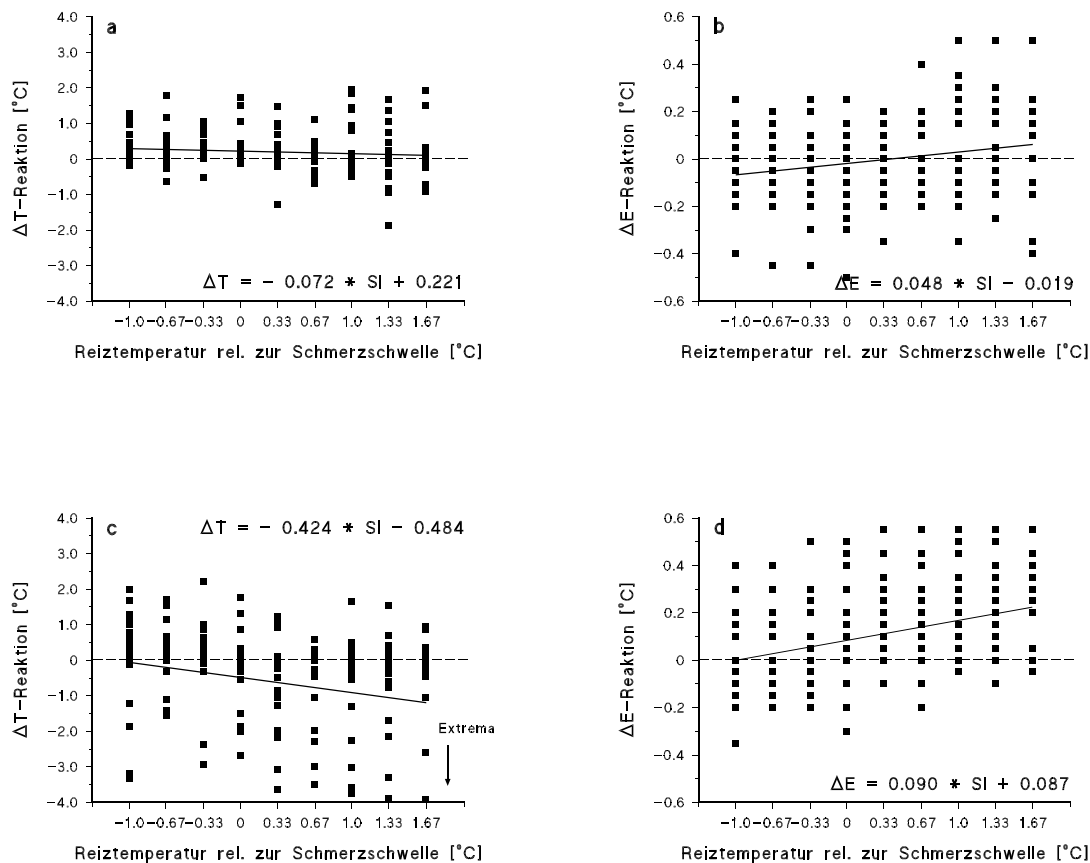 a
4.0
3.0
2.0
1.0
0
-1.0
-2.0
-3.0
-4.0
ΔT-Reaktion [°C]
ΔT = - 0.072 * SI + 0.221
-1.0 -0.67 -0.33 0 0.33 0.67 1.0 1.33 1.67
Reiztemperatur rel. zur Schmerzschwelle [°C]
b
0.6
0.4
0.2
0
-0.2
-0.4
-0.6
ΔE-Reaktion [°C]
ΔE = 0.048 * SI - 0.019
-1.0 -0.67 -0.33 0 0.33 0.67 1.0 1.33 1.67
Reiztemperatur rel. zur Schmerzschwelle [°C]
c
ΔT = - 0.424 * SI - 0.484
4.0
3.0
2.0
1.0
0
-1.0
-2.0
-3.0
-4.0
ΔT-Reaktion [°C]
Extrema
-1.0 -0.67 -0.33 0 0.33 0.67 1.0 1.33 1.67
Reiztemperatur rel. zur Schmerzschwelle [°C]
d
0.6
0.4
0.2
0
-0.2
-0.4
-0.6
ΔE-Reaktion [°C]
ΔE = 0.090 * SI + 0.087
-1.0 -0.67 -0.33 0 0.33 0.67 1.0 1.33 1.67
Reiztemperatur rel. zur Schmerzschwelle [°C]